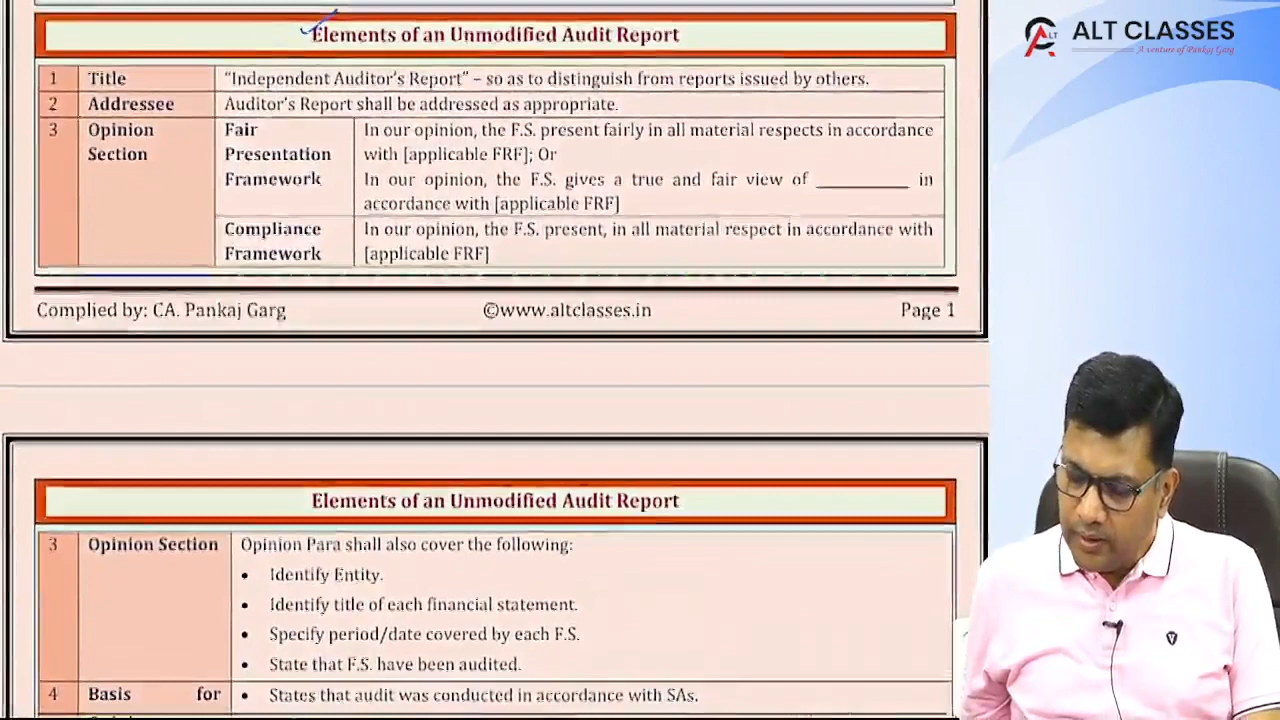 Elements of an Unmodified Audit Report
ALT CLASSES
A venture of Pankaj Garg
1 Title "Independent Auditor's Report" – so as to distinguish from reports issued by others.
2 Addressee Auditor's Report shall be addressed as appropriate.
3 Opinion Section
Fair Presentation Framework
In our opinion, the F.S. present fairly in all material respects in accordance
with [applicable FRF]; Or
In our opinion, the F.S. gives a true and fair view of __________ in
accordance with [applicable FRF]
Compliance Framework
In our opinion, the F.S. present, in all material respect in accordance with
[applicable FRF]
Complied by: CA. Pankaj Garg ©www.altclasses.in Page 1
Elements of an Unmodified Audit Report
3 Opinion Section Opinion Para shall also cover the following:
• Identify Entity.
• Identify title of each financial statement.
• Specify period/date covered by each F.S.
• State that F.S. have been audited.
4 Basis for • States that audit was conducted in accordance with SAs.